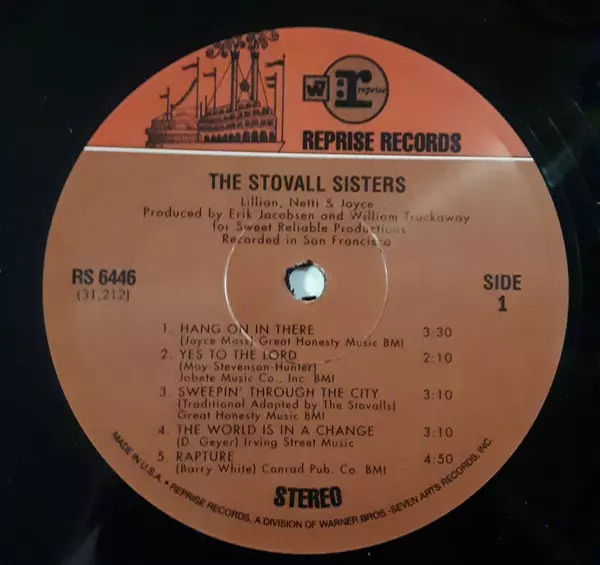 W7
r
reprise
REPRISE RECORDS
THE STOVALL SISTERS
Lillian, Netti & Joyce
Produced by Erik Jacobsen and William Truckaway
for Sweet Reliable Productions
Recorded in San Francisco
RS 6446
(31,212)
SIDE
1
1. HANG ON IN THERE 3:30
(Joyce Moss) Great Honesty Music BMI
2. YES TO THE LORD 2:10
(May Stevenson-Hunter)
Jobete Music Co., Inc. BMI
3. SWEEPIN' THROUGH THE CITY 3:10
(Traditional Adapted by The Stovalls)
Great Honesty Music BMI
4. THE WORLD IS IN A CHANGE 3:10
(D. Geyer) Irving Street Music
5. RAPTURE 4:50
(Barry White) Conrad Pub. Co. BMI
STEREO
MADE IN U.S.A. • REPRISE RECORDS, A DIVISION OF WARNER BROS.-SEVEN ARTS RECORDS, INC.